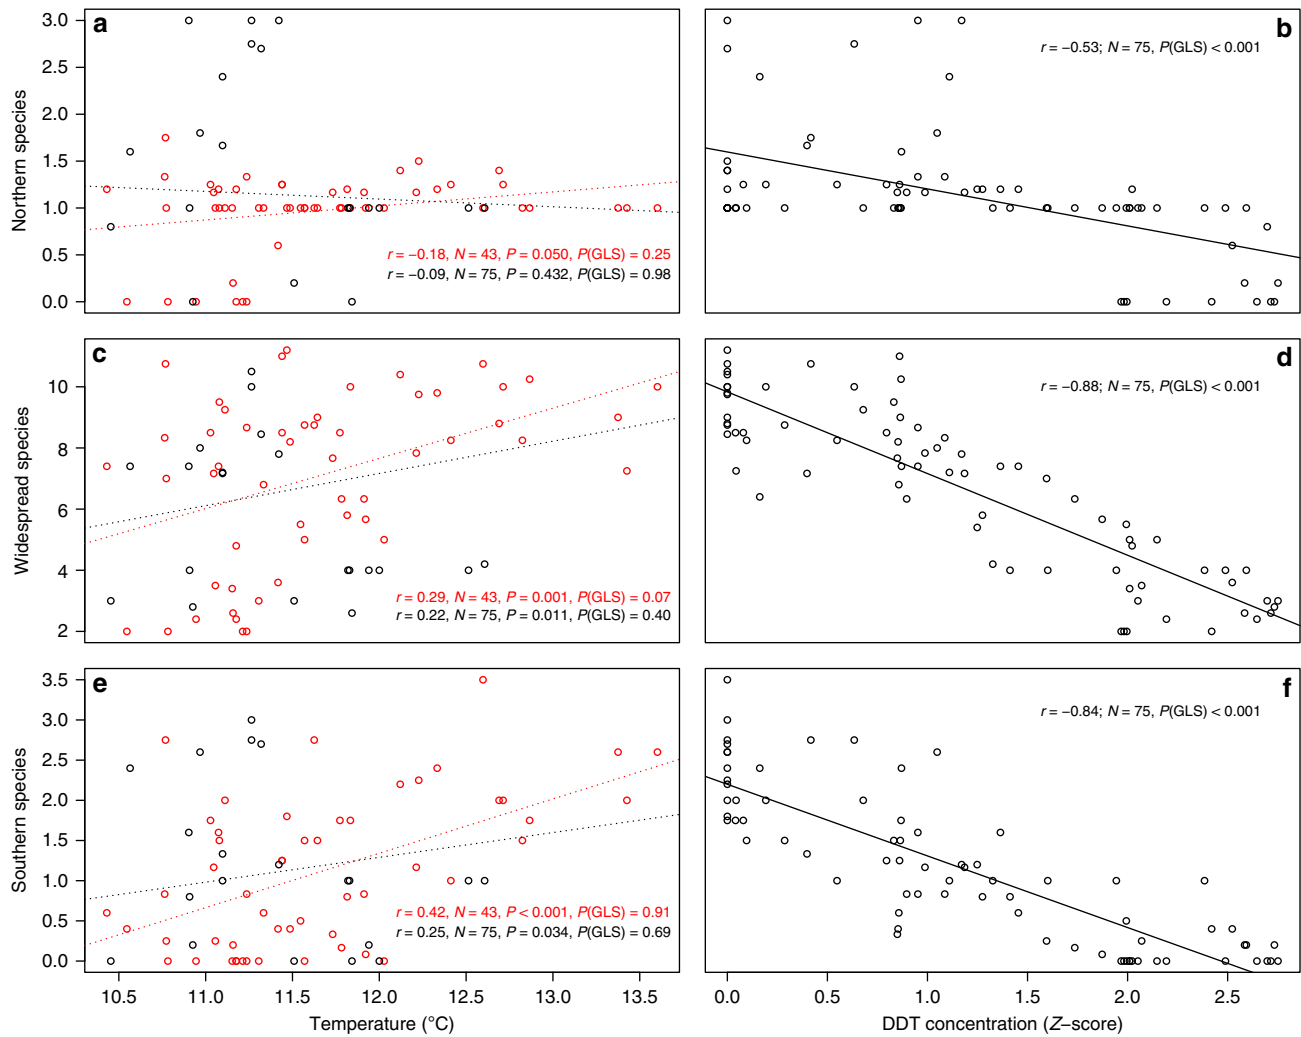 a
Northern species
3.0
2.5
2.0
1.5
1.0
0.5
0.0
r = −0.18, N = 43, P = 0.050, P(GLS) = 0.25
r = −0.09, N = 75, P = 0.432, P(GLS) = 0.98
b
r = −0.53; N = 75, P(GLS) < 0.001
c
Widespread species
10
8
6
4
2
r = 0.29, N = 43, P = 0.001, P(GLS) = 0.07
r = 0.22, N = 75, P = 0.011, P(GLS) = 0.40
d
r = −0.88; N = 75, P(GLS) < 0.001
e
Southern species
3.5
3.0
2.5
2.0
1.5
1.0
0.5
0.0
r = 0.42, N = 43, P < 0.001, P(GLS) = 0.91
r = 0.25, N = 75, P = 0.034, P(GLS) = 0.69
10.5 11.0 11.5 12.0 12.5 13.0 13.5
Temperature (°C)
f
r = −0.84; N = 75, P(GLS) < 0.001
0.0 0.5 1.0 1.5 2.0 2.5
DDT concentration (Z−score)